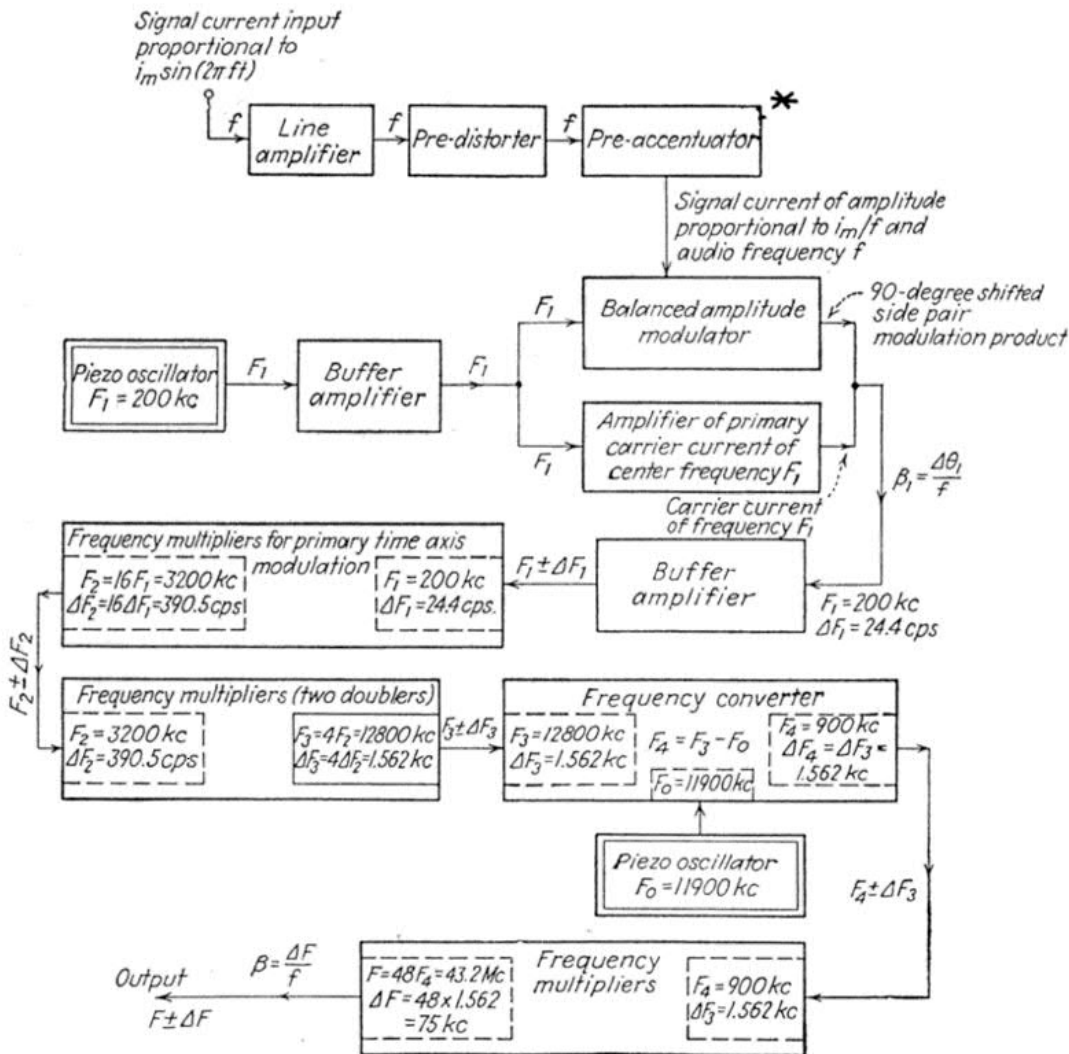 Signal current input
proportional to
i_m sin(2πft)
f
Line
amplifier
f
Pre-distorter
f
Pre-accentuator
*
Signal current of amplitude
proportional to i_m/f and
audio frequency f
F₁
Balanced amplitude
modulator
90-degree shifted
side pair
modulation product
Piezo oscillator
F₁ = 200 kc
F₁
Buffer
amplifier
F₁
F₁
Amplifier of primary
carrier current of
center frequency F₁
β₁ = Δθ₁/f
Carrier current
of frequency F₁
Frequency multipliers for primary time axis
modulation
F₂=16F₁=3200 kc
ΔF₂=16ΔF₁=390.5 cps
F₁ = 200 kc
ΔF₁=24.4 cps.
F₁ ± ΔF₁
Buffer
amplifier
F₁ = 200 kc
ΔF₁ = 24.4 cps
F₂ ± ΔF₂
Frequency multipliers (two doublers)
F₂ = 3200 kc
ΔF₂=390.5 cps
F₃=4F₂=12800 kc
ΔF₃=4ΔF₂=1.562 kc
F₃±ΔF₃
Frequency converter
F₃=12800 kc
ΔF₃=1.562 kc
F₄ = F₃ - F₀
F₀=11900 kc
F₄=900 kc
ΔF₄ = ΔF₃ =
1.562 kc
Piezo oscillator
F₀ = 11900 kc
F₄ ± ΔF₃
Output
F ± ΔF
β = ΔF/f
F=48F₄=43.2 Mc
ΔF = 48 x 1.562
= 75 kc
Frequency
multipliers
F₄=900 kc
ΔF₃=1.562 kc